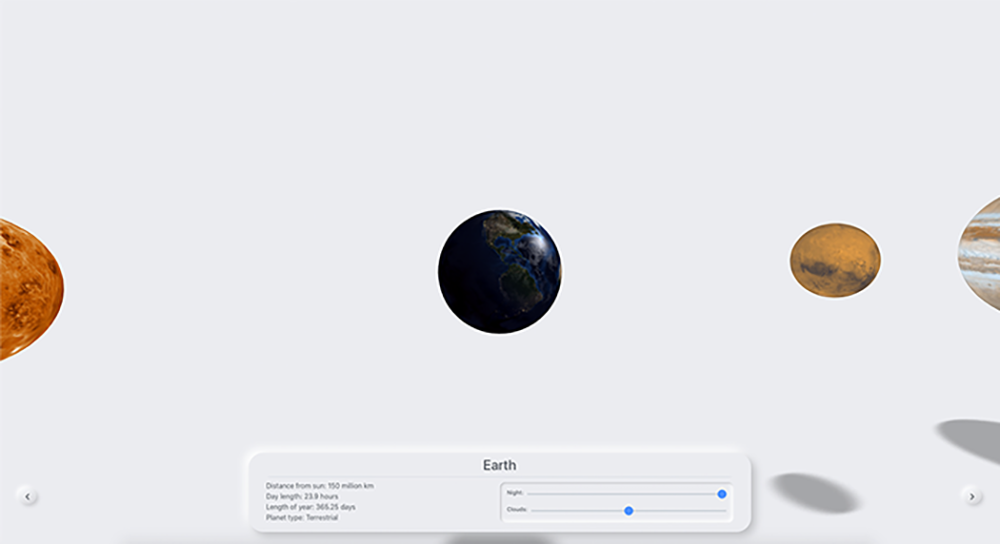 Earth
Distance from sun: 150 million km
Day length: 23.9 hours
Length of year: 365.25 days
Planet type: Terrestrial
Night:
Clouds: